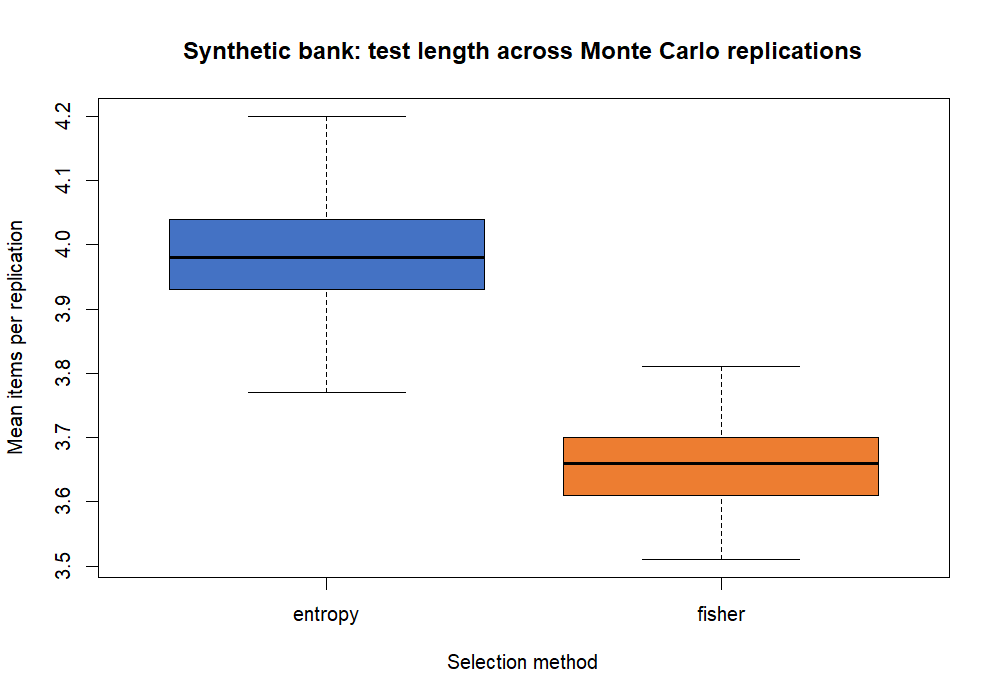 Synthetic bank: test length across Monte Carlo replications
Mean items per replication
4.2
4.1
4.0
3.9
3.8
3.7
3.6
3.5
entropy
fisher
Selection method